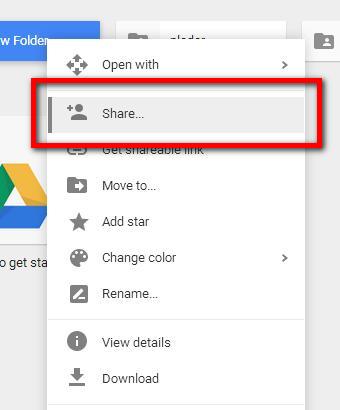 w Folder
Open with
Share...
Get shareable link
Move to...
Add star
o get sta
Change color
Rename...
View details
Download